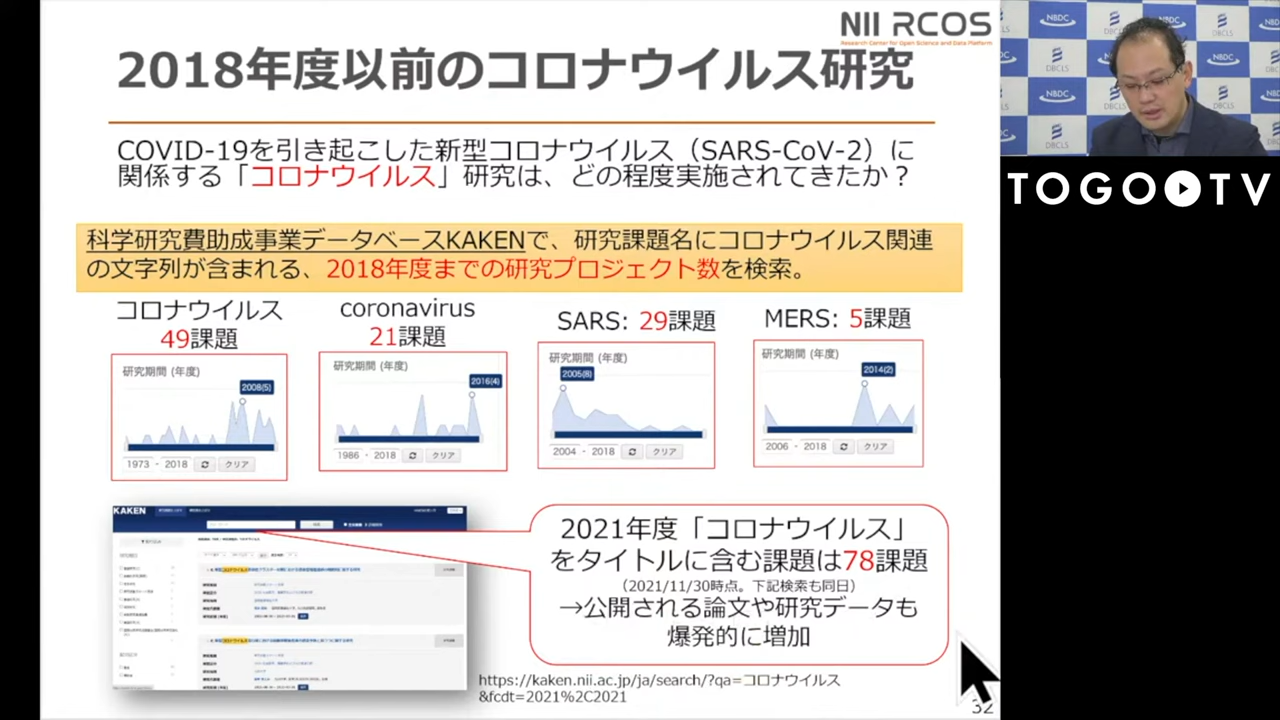 NII RCOS
Research Center for Open Science and Data Platform
2018年度以前のコロナウイルス研究
COVID-19を引き起こした新型コロナウイルス（SARS-CoV-2）に
関係する「コロナウイルス」研究は、どの程度実施されてきたか？
科学研究費助成事業データベースKAKENで、研究課題名にコロナウイルス関連
の文字列が含まれる、2018年度までの研究プロジェクト数を検索。
コロナウイルス
49課題
研究期間 (年度)
2008(5)
1973 - 2018
クリア
coronavirus
21課題
研究期間 (年度)
2016(4)
1986 - 2018
クリア
SARS: 29課題
研究期間 (年度)
2005(8)
2004 - 2018
クリア
MERS: 5課題
研究期間 (年度)
2014(2)
2006 - 2018
クリア
KAKEN
2021年度「コロナウイルス」
をタイトルに含む課題は78課題
（2021/11/3時点。下記検索も同日）
→公開される論文や研究データも
爆発的に増加
https://kaken.nii.ac.jp/ja/search/?qa=コロナウイルス
&fcdt=2021%2C2021
32
NBDC
DBCLS
TOGO TV